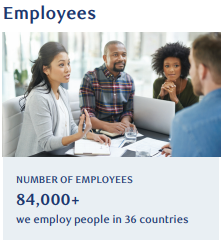 Employees
NUMBER OF EMPLOYEES
84,000+
we employ people in 36 countries